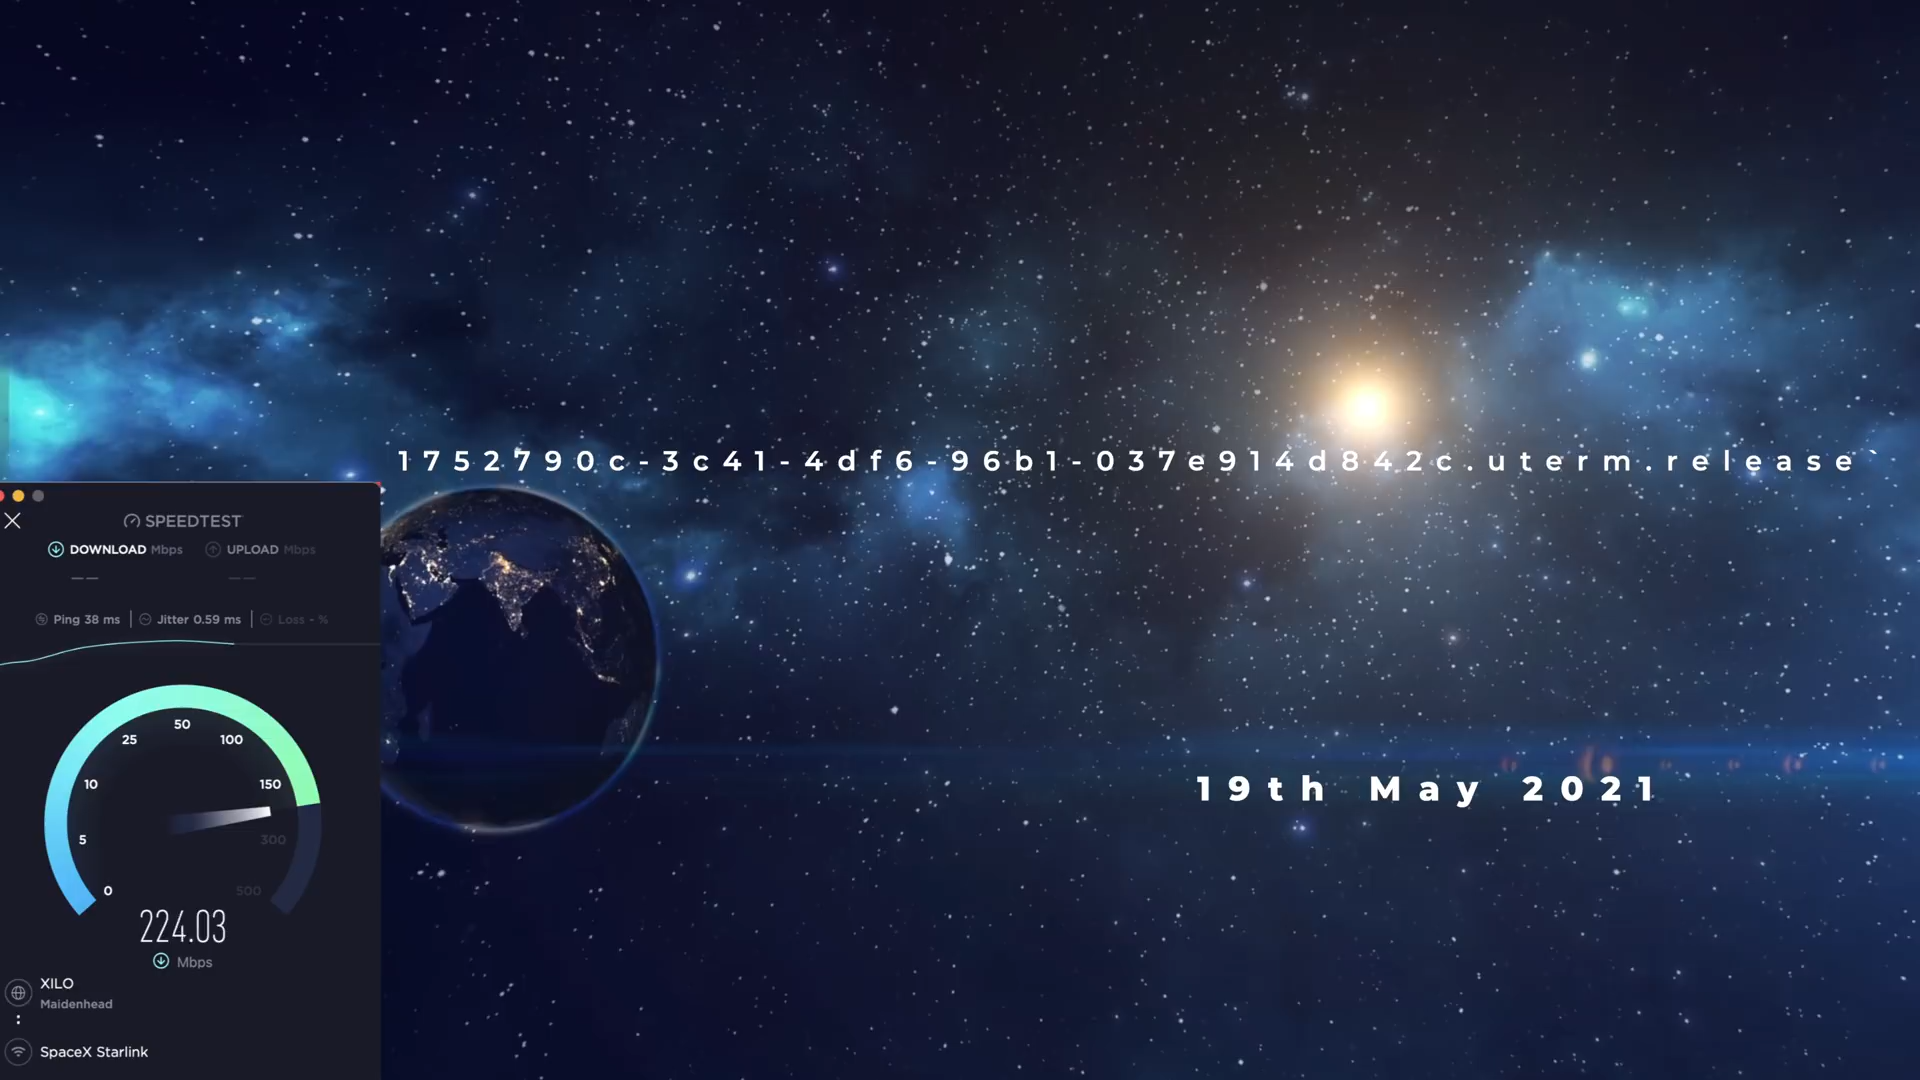 1752790c-3c41-4df6-96b1-037e914d842c.uterm.release`
SPEEDTEST
DOWNLOAD Mbps UPLOAD Mbps
Ping 38 ms Jitter 0.59 ms Loss - %
50
25 100
10 150
19th May 2021
5 300
0 500
224.03
Mbps
XILO
Maidenhead
SpaceX Starlink